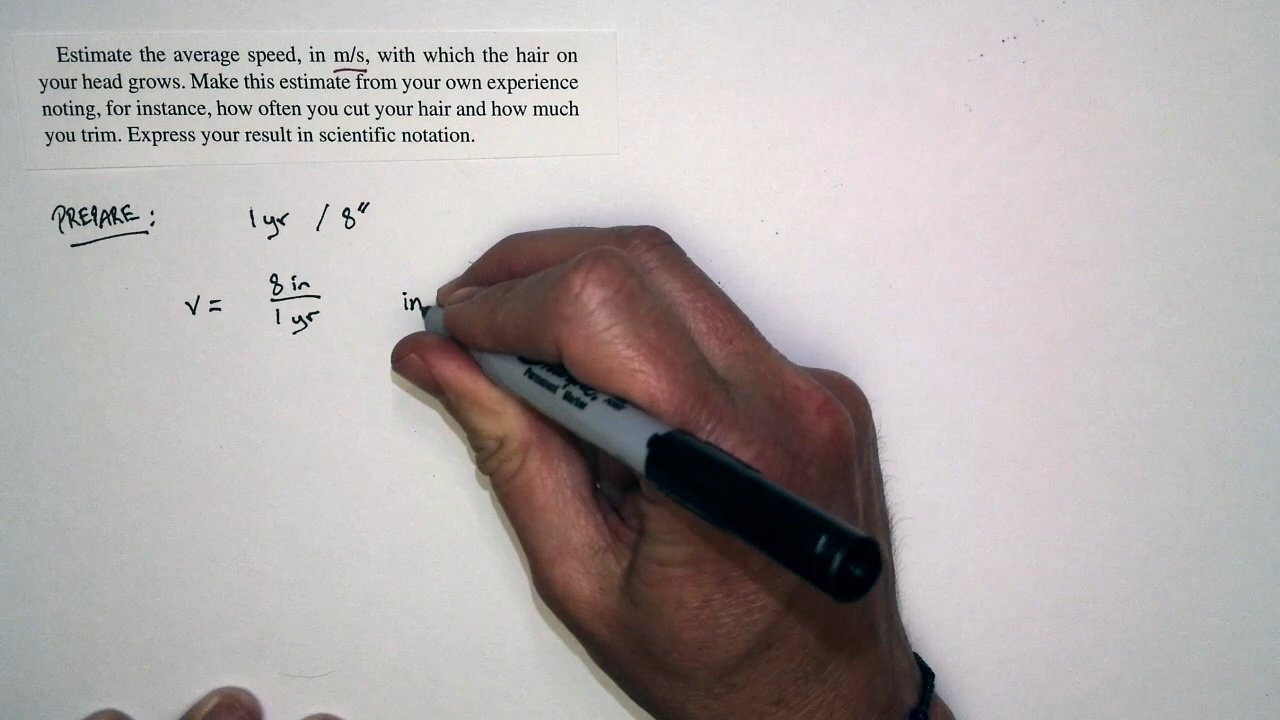 Estimate the average speed, in m/s, with which the hair on
your head grows. Make this estimate from your own experience
noting, for instance, how often you cut your hair and how much
you trim. Express your result in scientific notation.
PREPARE: 1 yr / 8"
v = 8 in / 1 yr in
Permanent Marker